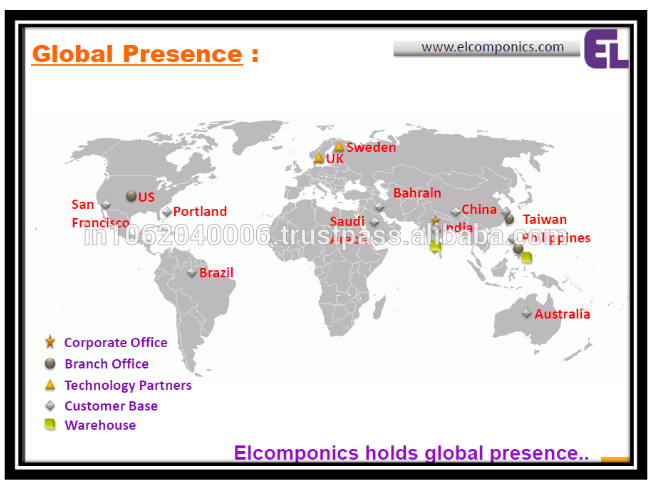 Global Presence :
www.elcomponics.com
EL
Sweden
UK
San
Francisco
US
Portland
Bahrain
Saudi
China
Taiwan
India
Philippines
in1062040006.trustpass.alibaba.com
Brazil
Australia
Corporate Office
Branch Office
Technology Partners
Customer Base
Warehouse
Elcomponics holds global presence..